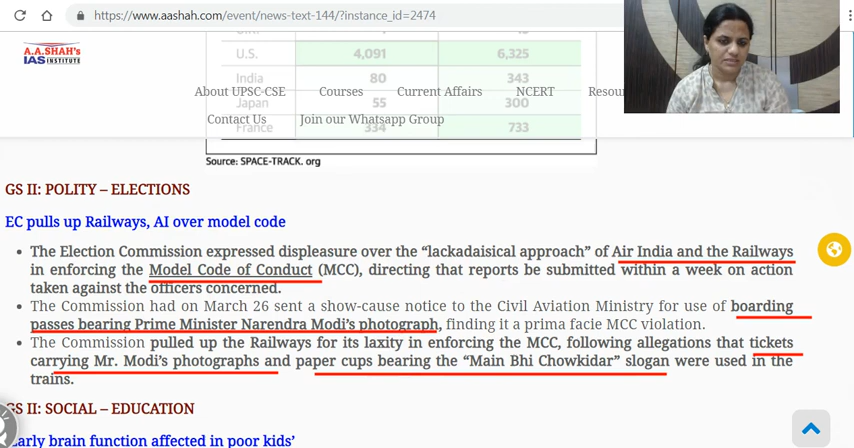 https://www.aashah.com/event/news-text-144/?instance_id=2474
A.A.SHAH's
IAS INSTITUTE
U.S. 4,091 6,325
India 80 343
About UPSC-CSE Courses Current Affairs NCERT Resou
Japan 55 300
Contact Us Join our Whatsapp Group
France 334 733
Source: SPACE-TRACK. org
GS II: POLITY – ELECTIONS
EC pulls up Railways, AI over model code
• The Election Commission expressed displeasure over the “lackadaisical approach” of Air India and the Railways
in enforcing the Model Code of Conduct (MCC), directing that reports be submitted within a week on action
taken against the officers concerned.
• The Commission had on March 26 sent a show-cause notice to the Civil Aviation Ministry for use of boarding
passes bearing Prime Minister Narendra Modi’s photograph, finding it a prima facie MCC violation.
• The Commission pulled up the Railways for its laxity in enforcing the MCC, following allegations that tickets
carrying Mr. Modi’s photographs and paper cups bearing the “Main Bhi Chowkidar” slogan were used in the
trains.
GS II: SOCIAL – EDUCATION
Early brain function affected in poor kids’